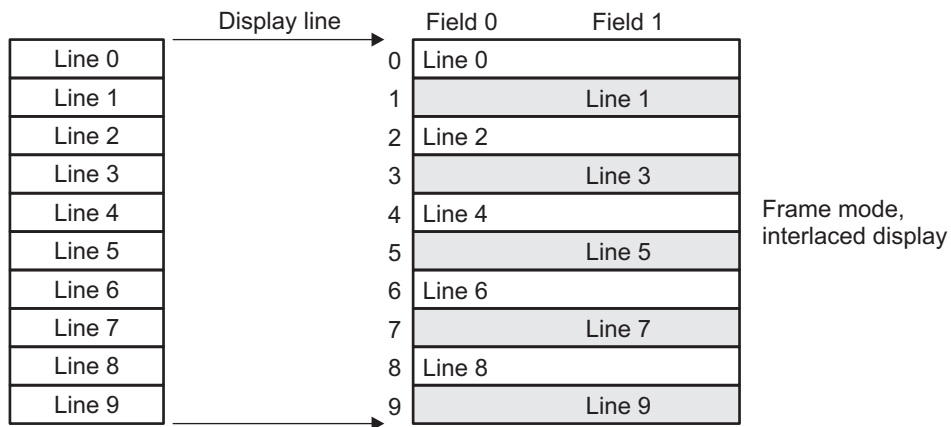 Display line Field 0 Field 1
Line 0 0 Line 0
Line 1 1 Line 1
Line 2 2 Line 2
Line 3 3 Line 3
Line 4 4 Line 4 Frame mode,
Line 5 5 Line 5 interlaced display
Line 6 6 Line 6
Line 7 7 Line 7
Line 8 8 Line 8
Line 9 9 Line 9